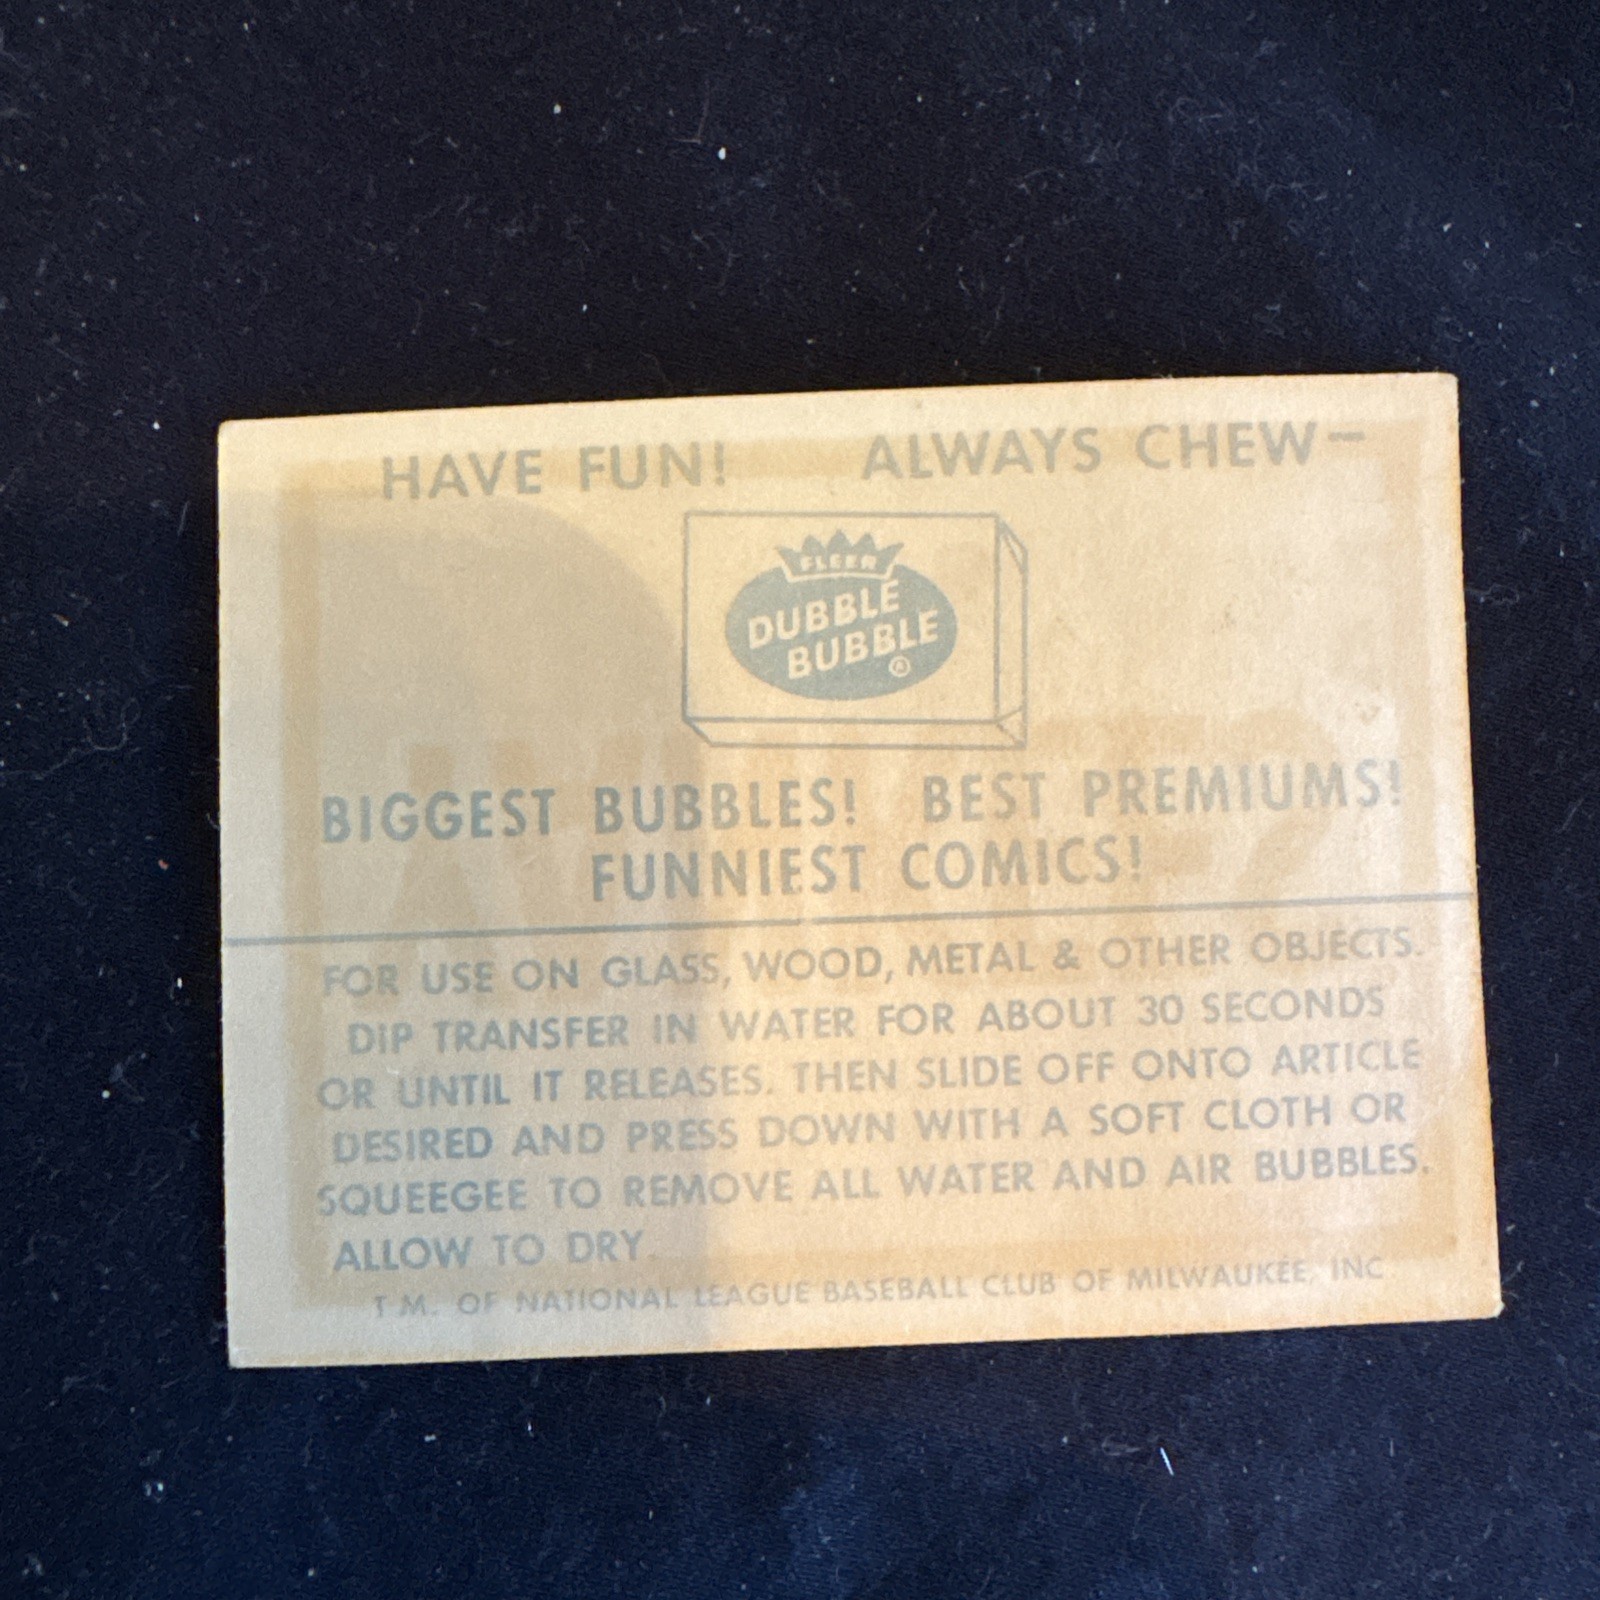 HAVE FUN! ALWAYS CHEW—
FLEER
DUBBLE
BUBBLE
®
BIGGEST BUBBLES! BEST PREMIUMS!
FUNNIEST COMICS!
FOR USE ON GLASS, WOOD, METAL & OTHER OBJECTS.
DIP TRANSFER IN WATER FOR ABOUT 30 SECONDS
OR UNTIL IT RELEASES. THEN SLIDE OFF ONTO ARTICLE
DESIRED AND PRESS DOWN WITH A SOFT CLOTH OR
SQUEEGEE TO REMOVE ALL WATER AND AIR BUBBLES.
ALLOW TO DRY.
T.M. OF NATIONAL LEAGUE BASEBALL CLUB OF MILWAUKEE, INC.